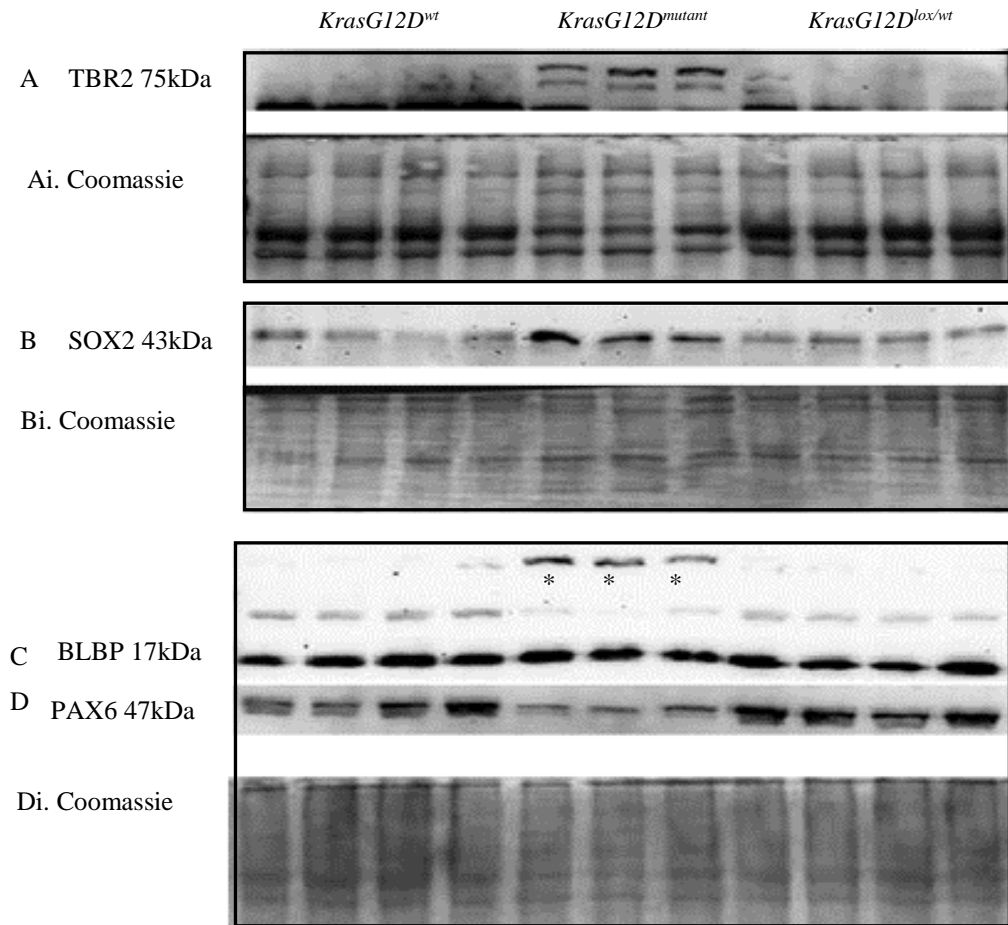 KrasG12Dwt KrasG12Dmutant KrasG12Dlox/wt
A TBR2 75kDa
Ai. Coomassie
B SOX2 43kDa
Bi. Coomassie
* * *
C BLBP 17kDa
D PAX6 47kDa
Di. Coomassie